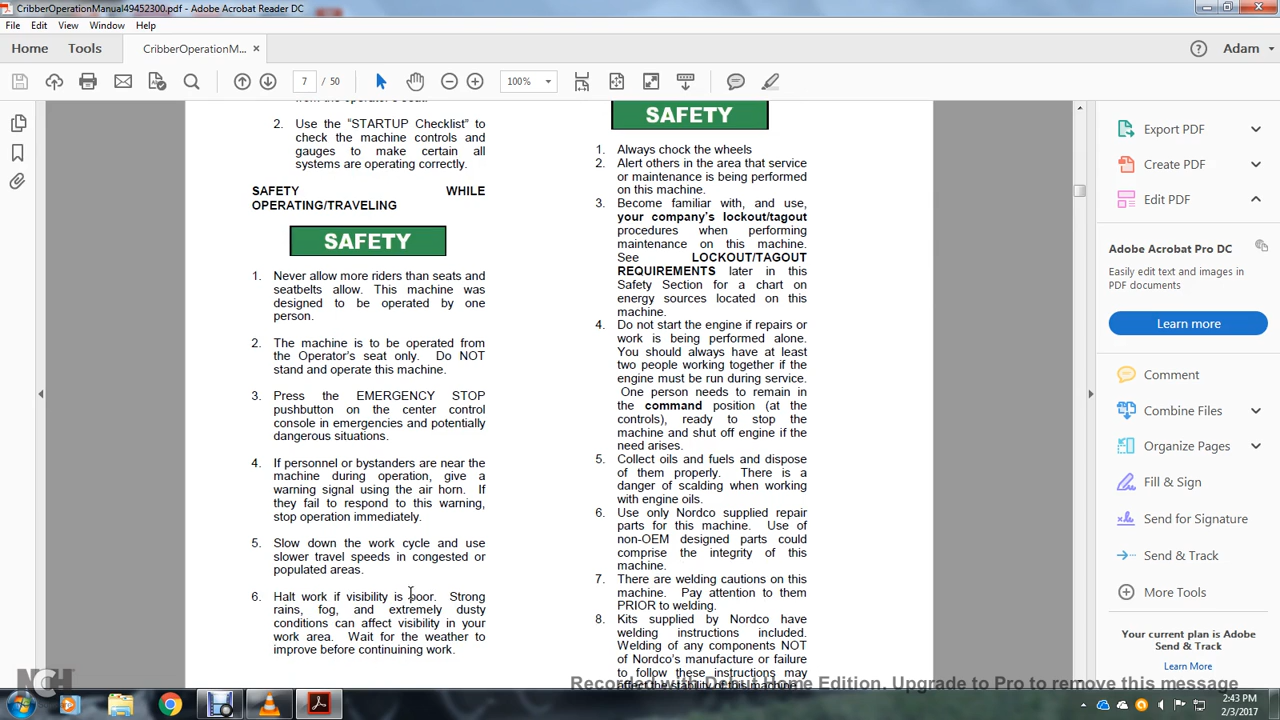 CribberOperationManual49452300.pdf - Adobe Acrobat Reader DC
File Edit View Window Help
Home Tools CribberOperationM... × Adam
7 / 50 100%
from the operator's seat.
2. Use the “STARTUP Checklist” to
check the machine controls and
gauges to make certain all
systems are operating correctly.
SAFETY WHILE
OPERATING/TRAVELING
SAFETY
1. Never allow more riders than seats and
seatbelts allow. This machine was
designed to be operated by one
person.
2. The machine is to be operated from
the Operator’s seat only. Do NOT
stand and operate this machine.
3. Press the EMERGENCY STOP
pushbutton on the center control
console in emergencies and potentially
dangerous situations.
4. If personnel or bystanders are near the
machine during operation, give a
warning signal using the air horn. If
they fail to respond to this warning,
stop operation immediately.
5. Slow down the work cycle and use
slower travel speeds in congested or
populated areas.
6. Halt work if visibility is poor. Strong
rains, fog, and extremely dusty
conditions can affect visibility in your
work area. Wait for the weather to
improve before continuining work.
SAFETY
1. Always chock the wheels
2. Alert others in the area that service
or maintenance is being performed
on this machine.
3. Become familiar with, and use,
your company’s lockout/tagout
procedures when performing
maintenance on this machine.
See LOCKOUT/TAGOUT
REQUIREMENTS later in this
Safety Section for a chart on
energy sources located on this
machine.
4. Do not start the engine if repairs or
work is being performed alone.
You should always have at least
two people working together if the
engine must be run during service.
One person needs to remain in
the command position (at the
controls), ready to stop the
machine and shut off engine if the
need arises.
5. Collect oils and fuels and dispose
of them properly. There is a
danger of scalding when working
with engine oils.
6. Use only Nordco supplied repair
parts for this machine. Use of
non-OEM designed parts could
comprise the integrity of this
machine.
7. There are welding cautions on this
machine. Pay attention to them
PRIOR to welding.
8. Kits supplied by Nordco have
welding instructions included.
Welding of any components NOT
of Nordco’s manufacture or failure
to follow these instructions may
affect the stability of this machine
Export PDF
Create PDF
Edit PDF
Adobe Acrobat Pro DC
Easily edit text and images in
PDF documents
Learn more
Comment
Combine Files
Organize Pages
Fill & Sign
Send for Signature
Send & Track
More Tools
Your current plan is Adobe
Send & Track
Learn More
NCH
Recorded with Debut Home Edition. Upgrade to Pro to remove this message
2:43 PM
2/3/2017